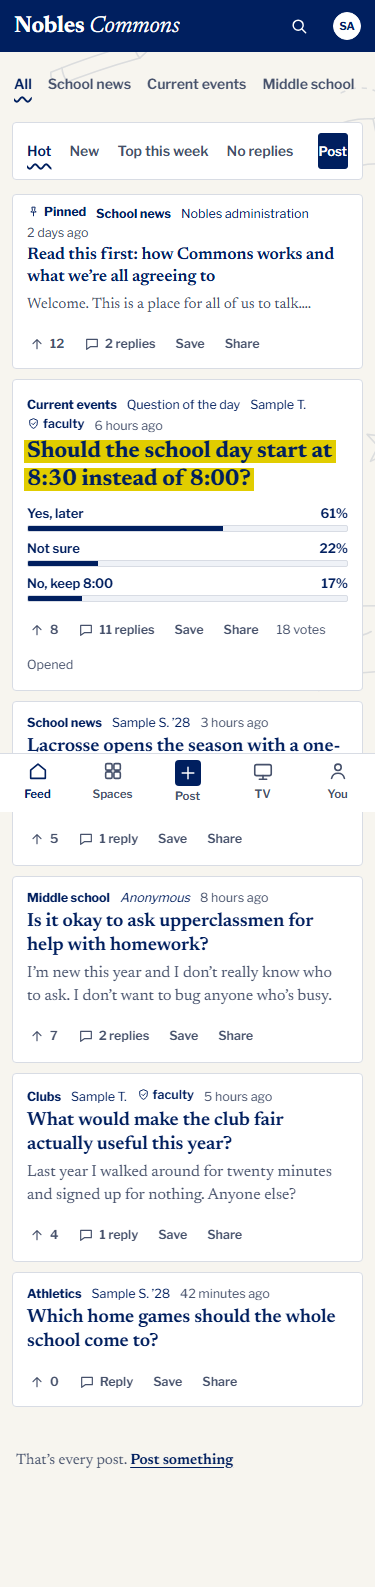 Nobles Commons
SA
All School news Current events Middle school
Hot New Top this week No replies Post
Pinned School news Nobles administration
2 days ago
Read this first: how Commons works and
what we’re all agreeing to
Welcome. This is a place for all of us to talk....
12 2 replies Save Share
Current events Question of the day Sample T.
faculty 6 hours ago
Should the school day start at
8:30 instead of 8:00?
Yes, later 61%
Not sure 22%
No, keep 8:00 17%
8 11 replies Save Share 18 votes
Opened
School news Sample S. ’28 3 hours ago
Lacrosse opens the season with a one-
Feed Spaces Post TV You
5 1 reply Save Share
Middle school Anonymous 8 hours ago
Is it okay to ask upperclassmen for
help with homework?
I’m new this year and I don’t really know who
to ask. I don’t want to bug anyone who’s busy.
7 2 replies Save Share
Clubs Sample T. faculty 5 hours ago
What would make the club fair
actually useful this year?
Last year I walked around for twenty minutes
and signed up for nothing. Anyone else?
4 1 reply Save Share
Athletics Sample S. ’28 42 minutes ago
Which home games should the whole
school come to?
0 Reply Save Share
That’s every post. Post something